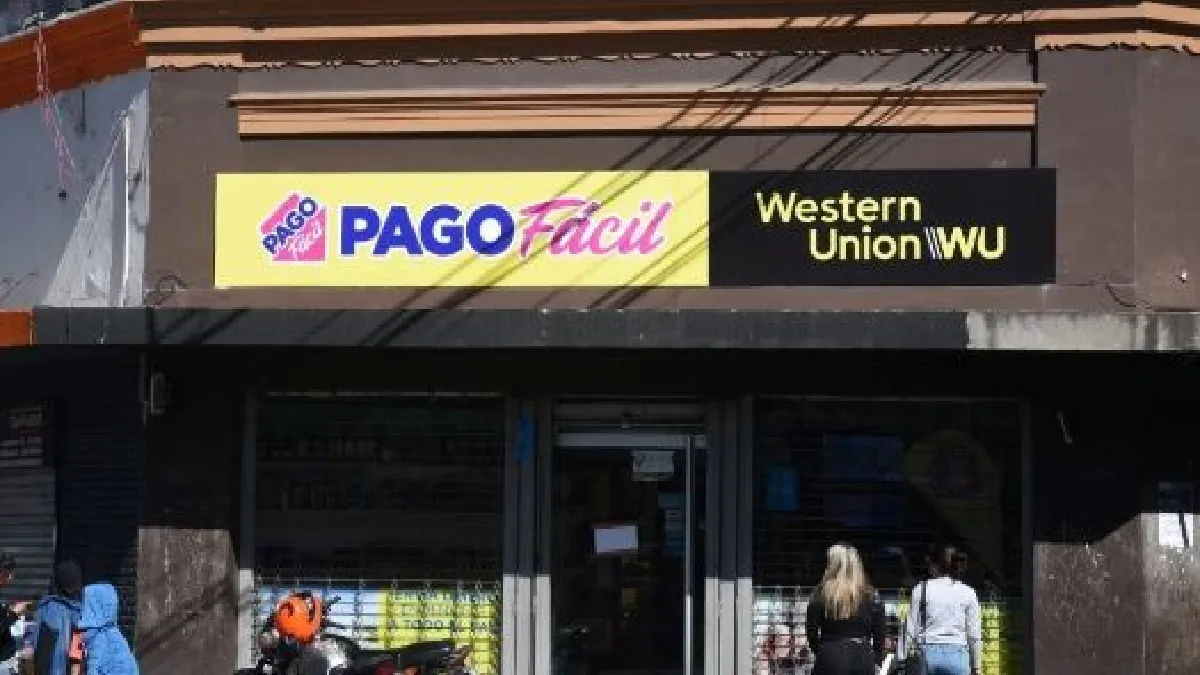 PAGO
Fácil
PAGO Fácil
Western
Union WU